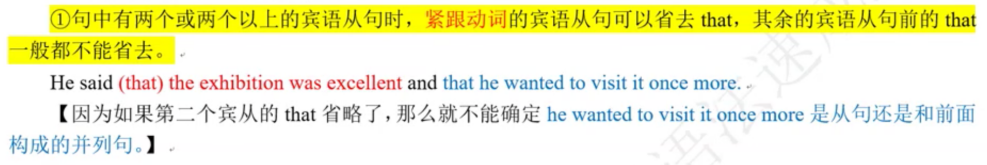 ①句中有两个或两个以上的宾语从句时，紧跟动词的宾语从句可以省去 that，其余的宾语从句前的 that
一般都不能省去。
He said (that) the exhibition was excellent and that he wanted to visit it once more.
【因为如果第二个宾从的 that 省略了，那么就不能确定 he wanted to visit it once more 是从句还是和前面
构成的并列句。】
语法速